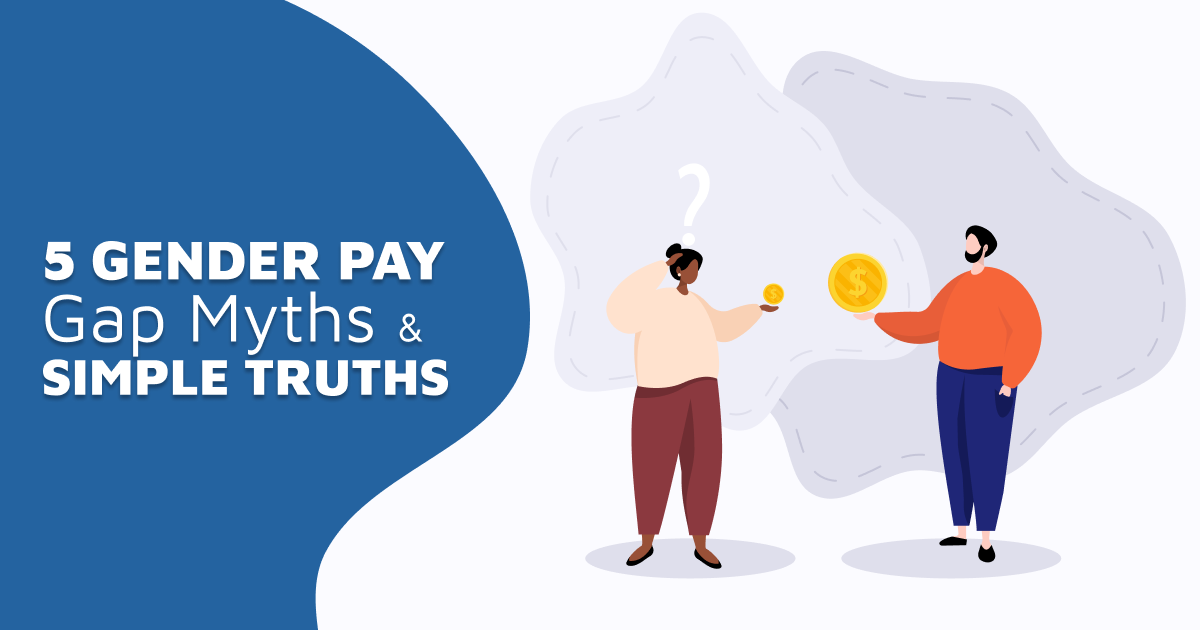 5 GENDER PAY
Gap Myths &
SIMPLE TRUTHS
?
$
$